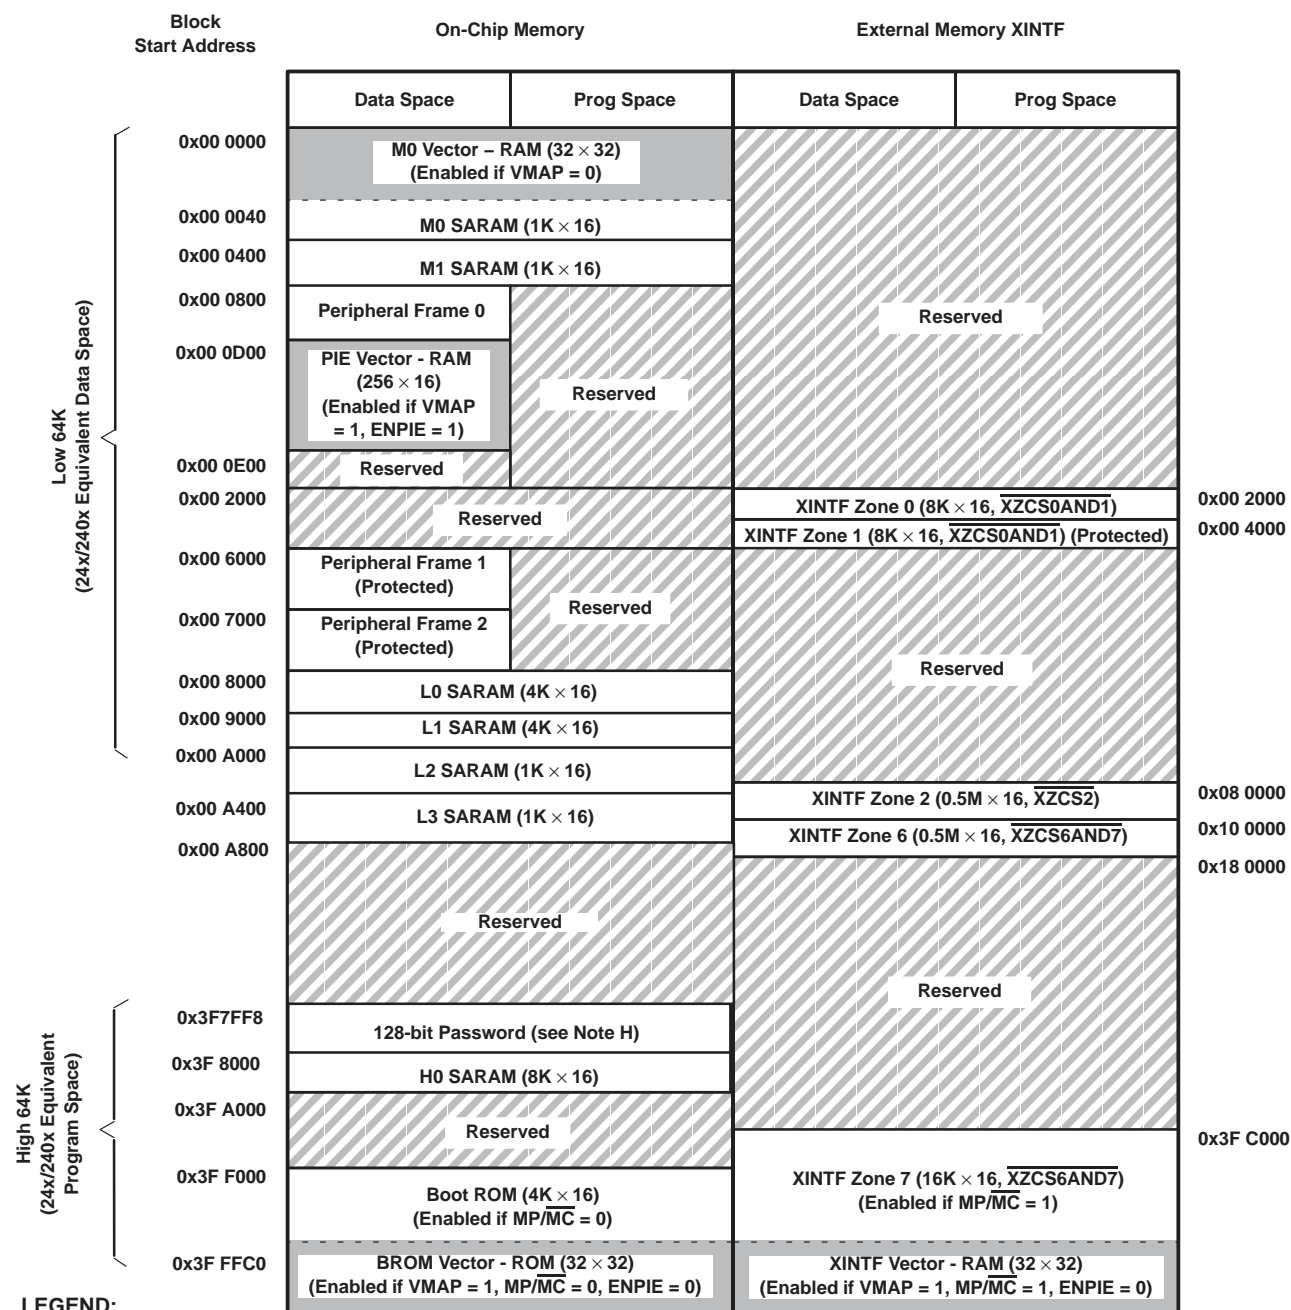 Block
Start Address
On-Chip Memory
External Memory XINTF
Data Space
Prog Space
Data Space
Prog Space
Low 64K
(24x/240x Equivalent Data Space)
0x00 0000
M0 Vector – RAM (32 × 32)
(Enabled if VMAP = 0)
0x00 0040
M0 SARAM (1K × 16)
0x00 0400
M1 SARAM (1K × 16)
0x00 0800
Peripheral Frame 0
Reserved
0x00 0D00
PIE Vector - RAM
(256 × 16)
(Enabled if VMAP
= 1, ENPIE = 1)
Reserved
0x00 0E00
Reserved
0x00 2000
Reserved
XINTF Zone 0 (8K × 16, XZCS0AND1)
0x00 2000
XINTF Zone 1 (8K × 16, XZCS0AND1) (Protected)
0x00 4000
0x00 6000
Peripheral Frame 1
(Protected)
Reserved
0x00 7000
Peripheral Frame 2
(Protected)
Reserved
0x00 8000
L0 SARAM (4K × 16)
0x00 9000
L1 SARAM (4K × 16)
0x00 A000
L2 SARAM (1K × 16)
XINTF Zone 2 (0.5M × 16, XZCS2)
0x08 0000
0x00 A400
L3 SARAM (1K × 16)
XINTF Zone 6 (0.5M × 16, XZCS6AND7)
0x10 0000
0x00 A800
0x18 0000
Reserved
Reserved
High 64K
(24x/240x Equivalent
Program Space)
0x3F7FF8
128-bit Password (see Note H)
0x3F 8000
H0 SARAM (8K × 16)
0x3F A000
Reserved
0x3F C000
0x3F F000
Boot ROM (4K × 16)
(Enabled if MP/MC = 0)
XINTF Zone 7 (16K × 16, XZCS6AND7)
(Enabled if MP/MC = 1)
0x3F FFC0
BROM Vector - ROM (32 × 32)
(Enabled if VMAP = 1, MP/MC = 0, ENPIE = 0)
XINTF Vector - RAM (32 × 32)
(Enabled if VMAP = 1, MP/MC = 1, ENPIE = 0)
LEGEND: